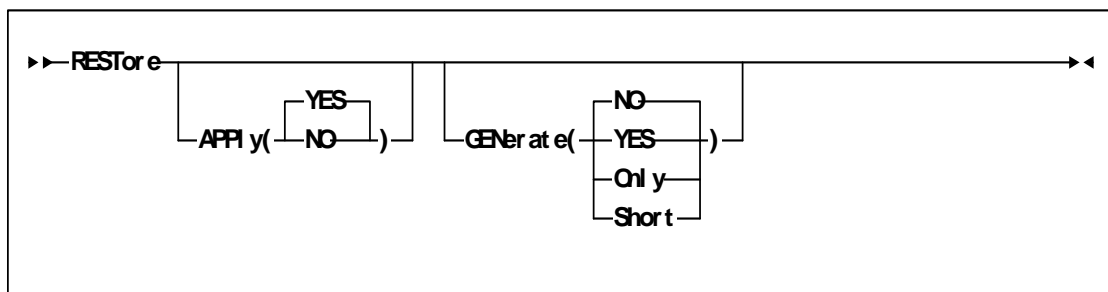 RESTore
YES
NO
APPly( NO )
GENerate( YES )
Only
Short